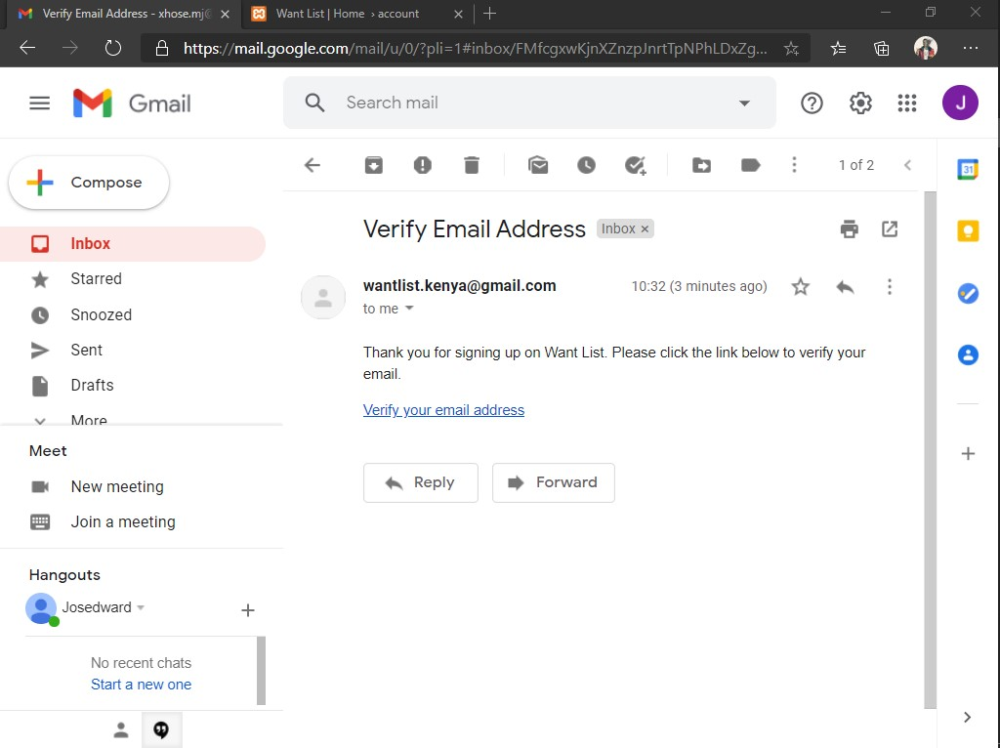 Verify Email Address - xhose.mj@
Want List | Home › account
https://mail.google.com/mail/u/0/?pli=1#inbox/FMfcgxwKjnXZnzpJnrtTpNPhLDxZg...
Gmail
Search mail
J
Compose
1 of 2
31
Verify Email Address
Inbox ×
Inbox
Starred
Snoozed
Sent
Drafts
More
wantlist.kenya@gmail.com
10:32 (3 minutes ago)
to me
Thank you for signing up on Want List. Please click the link below to verify your
email.
Verify your email address
Reply
Forward
Meet
New meeting
Join a meeting
Hangouts
Josedward
No recent chats
Start a new one